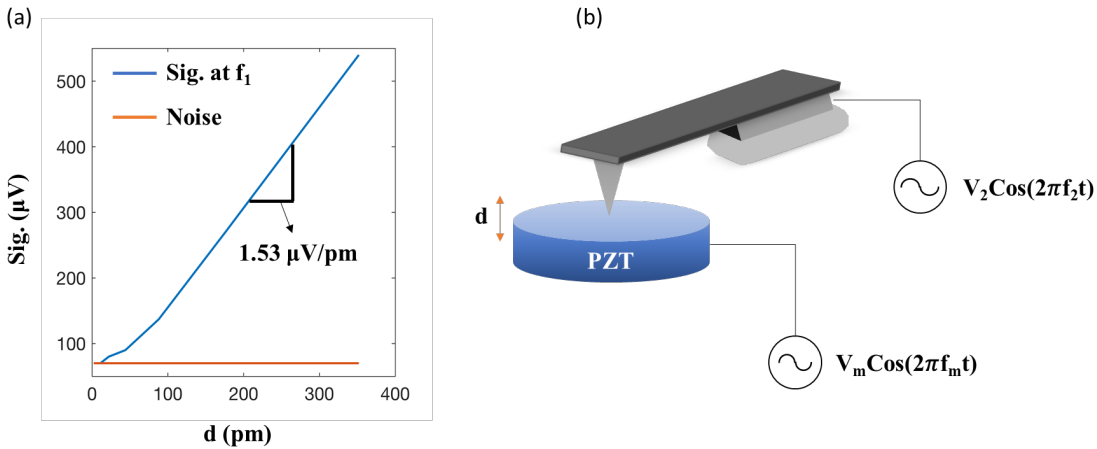 (a)
500
400
300
200
100
0
100
200
300
400
Sig. (μV)
d (pm)
Sig. at f₁
Noise
1.53 μV/pm
(b)
d
PZT
V₂Cos(2πf₂t)
VₘCos(2πfₘt)